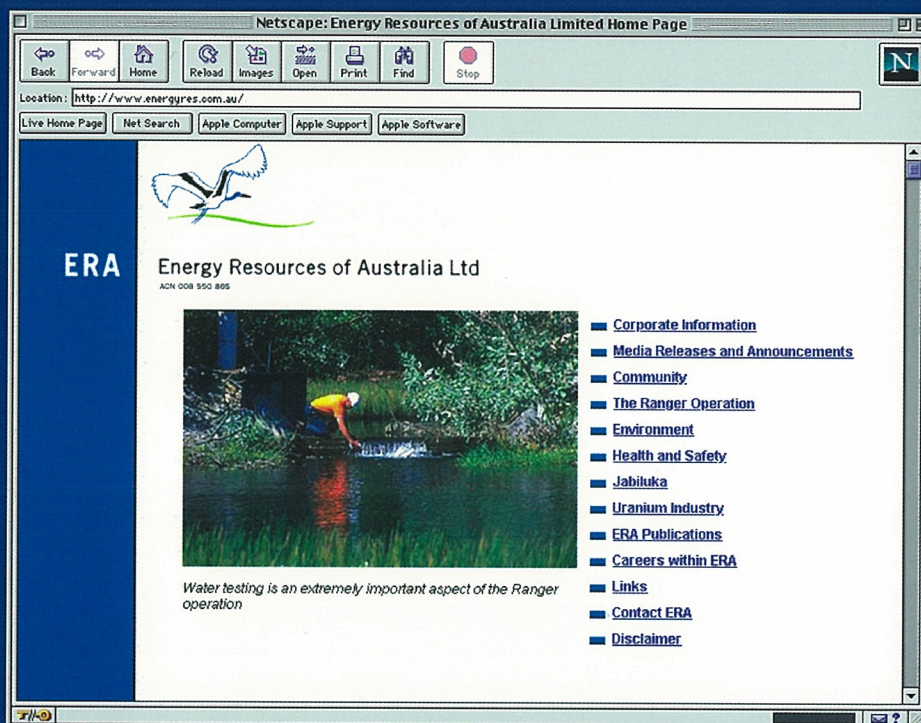 Netscape: Energy Resources of Australia Limited Home Page
Back Forward Home Reload Images Open Print Find Stop
N
Location: http://www.energyres.com.au/
Live Home Page Net Search Apple Computer Apple Support Apple Software
ERA
Energy Resources of Australia Ltd
ACN 008 550 865
Corporate Information
Media Releases and Announcements
Community
The Ranger Operation
Environment
Health and Safety
Jabiluka
Uranium Industry
ERA Publications
Careers within ERA
Links
Contact ERA
Disclaimer
Water testing is an extremely important aspect of the Ranger
operation
?